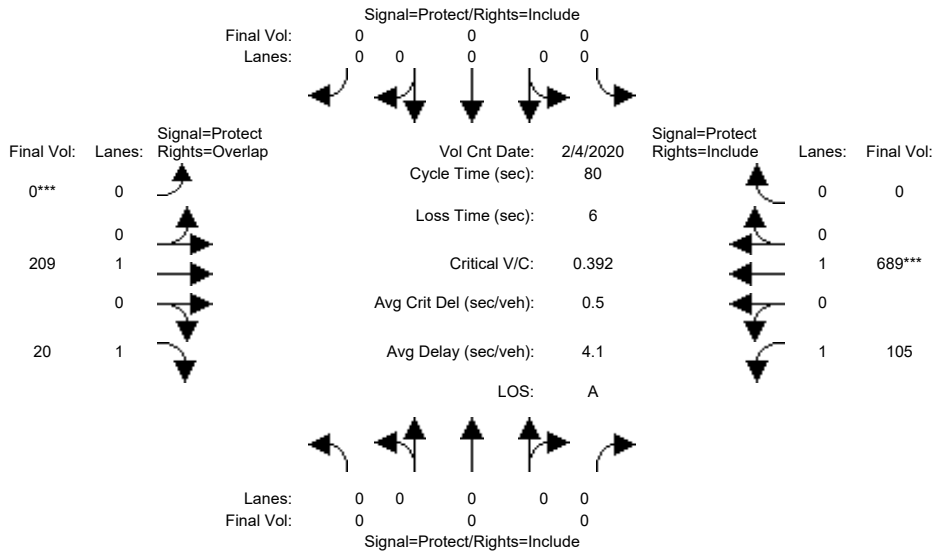 Signal=Protect/Rights=Include
Final Vol: 0 0 0
Lanes: 0 0 0 0 0
Signal=Protect Signal=Protect
Final Vol: Lanes: Rights=Overlap Vol Cnt Date: 2/4/2020 Rights=Include Lanes: Final Vol:
Cycle Time (sec): 80
0*** 0 0 0
Loss Time (sec): 6
0 0
209 1 Critical V/C: 0.392 1 689***
0 Avg Crit Del (sec/veh): 0.5 0
20 1 Avg Delay (sec/veh): 4.1 1 105
LOS: A
Lanes: 0 0 0 0 0
Final Vol: 0 0 0
Signal=Protect/Rights=Include